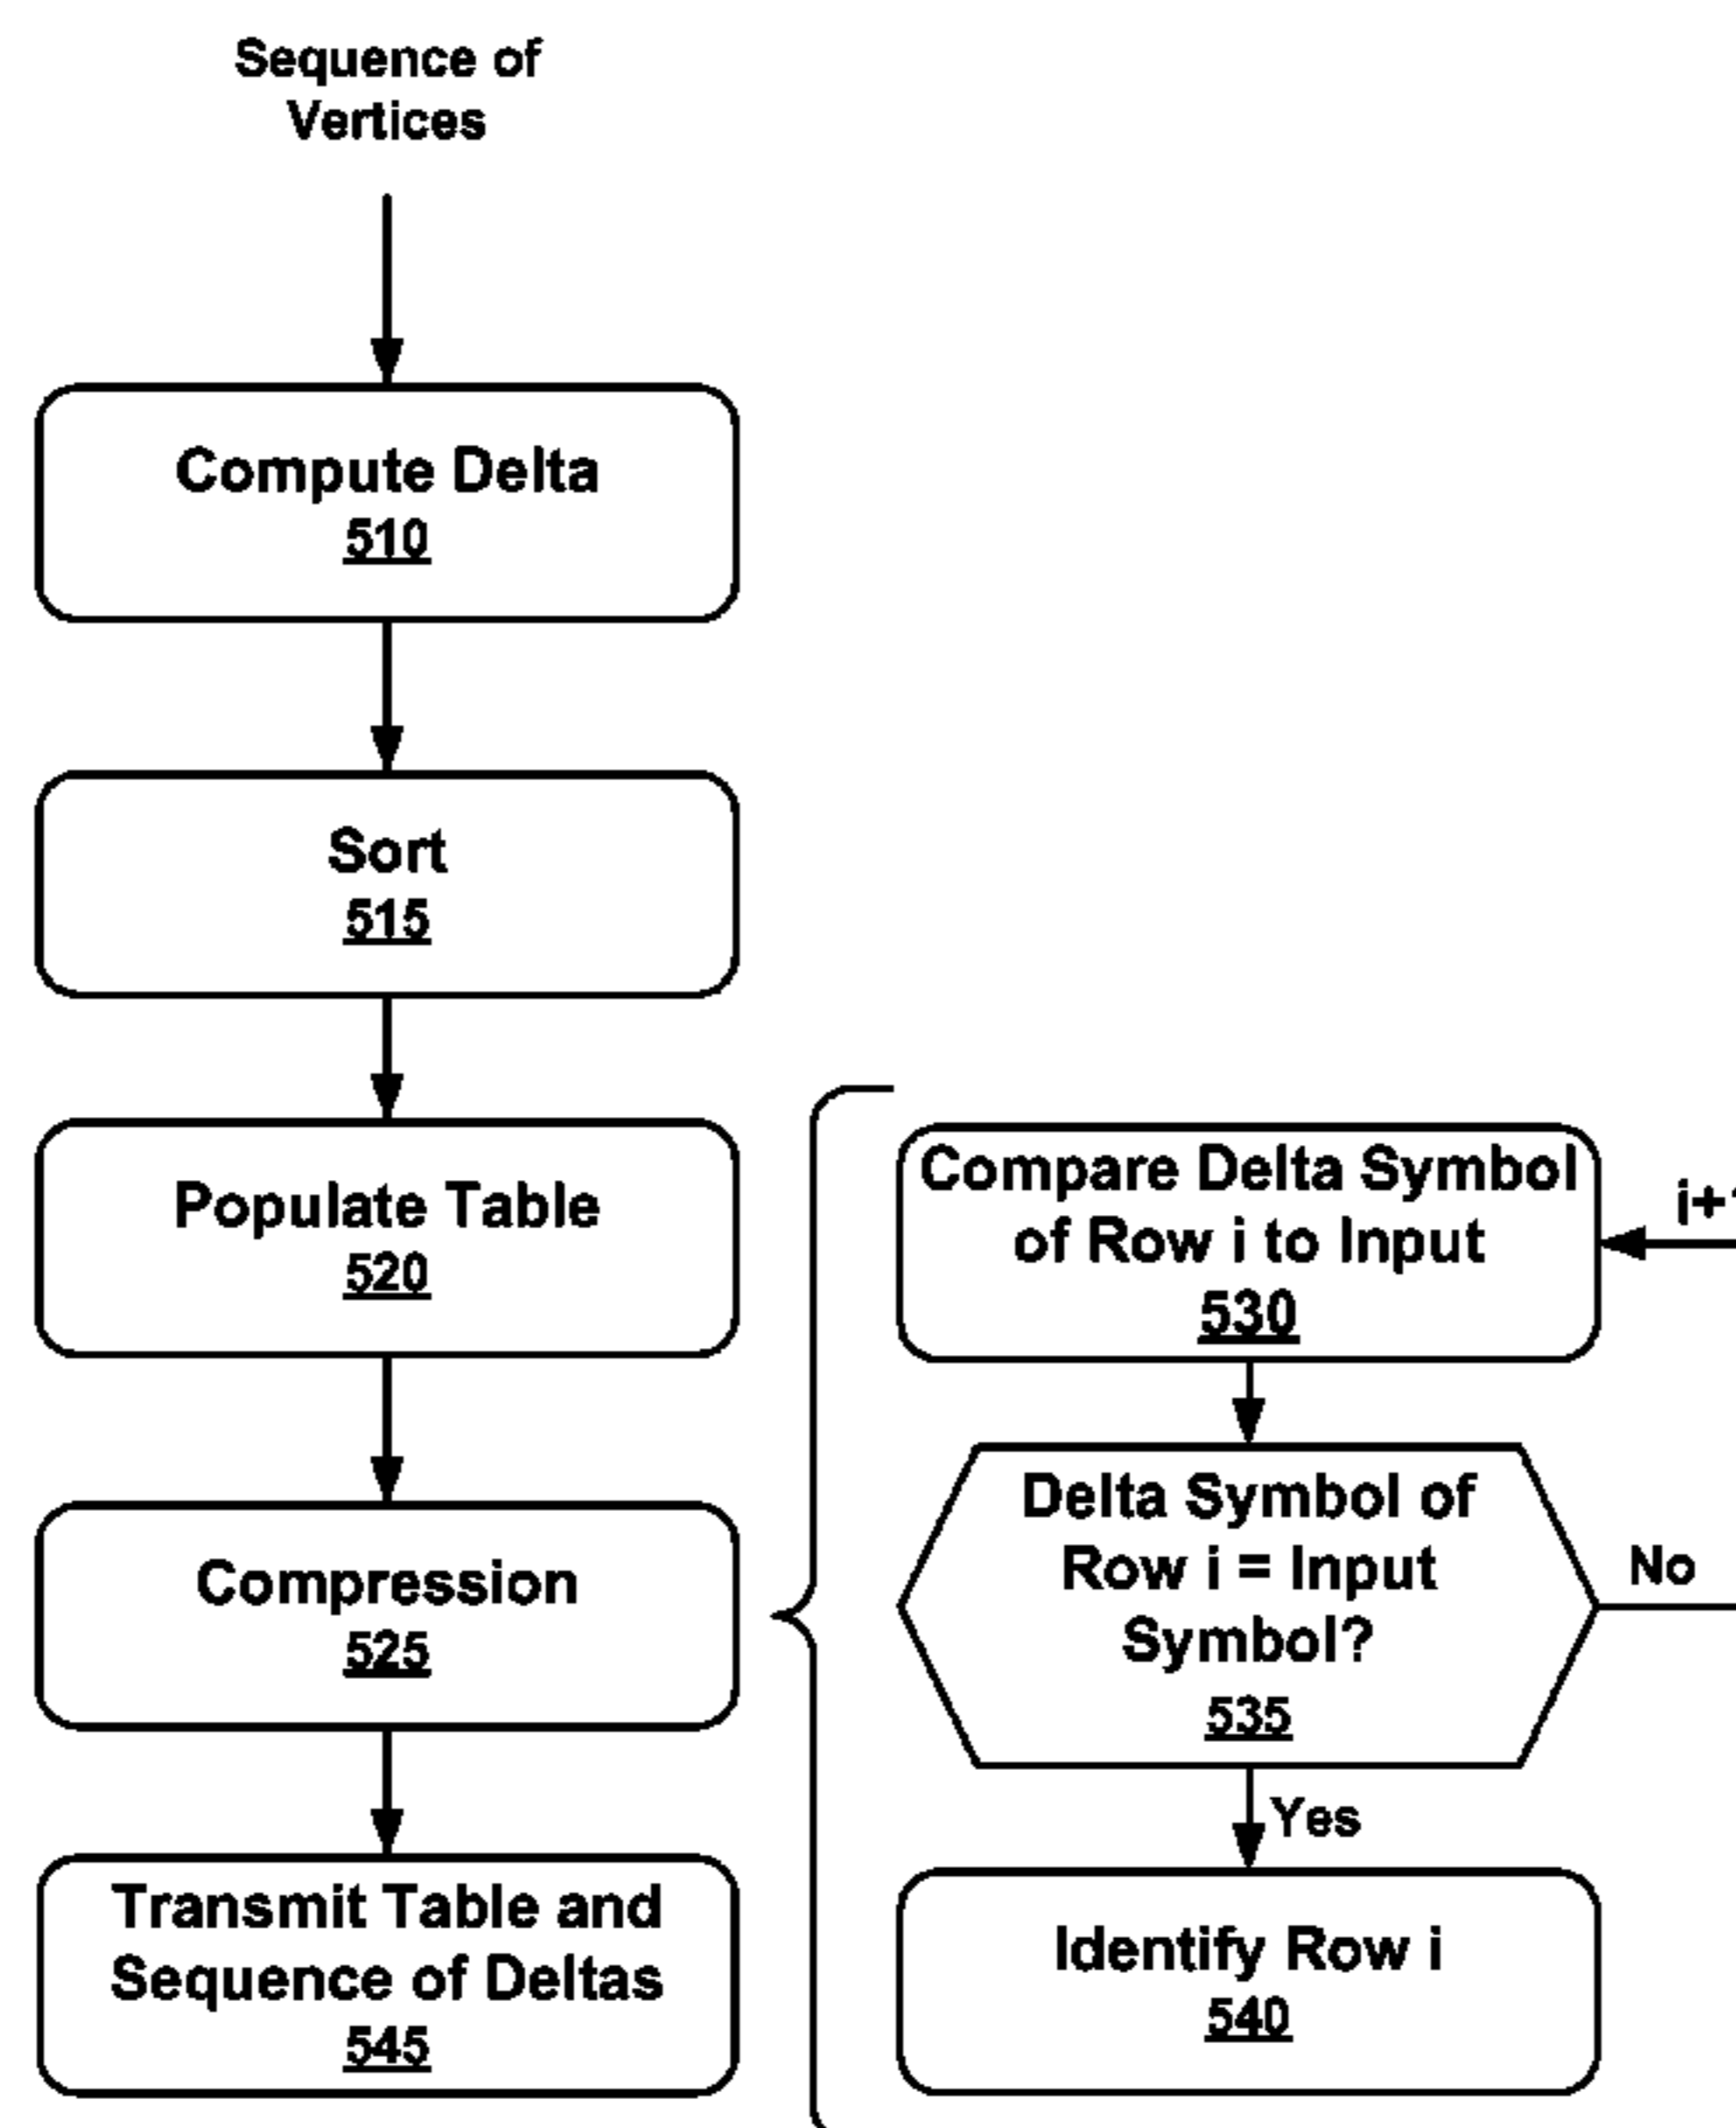 Sequence of
Vertices
Compute Delta
510
Sort
515
Populate Table
520
Compression
525
Transmit Table and
Sequence of Deltas
545
Compare Delta Symbol
of Row i to Input
530
i+1
Delta Symbol of
Row i = Input
Symbol?
535
No
Yes
Identify Row i
540